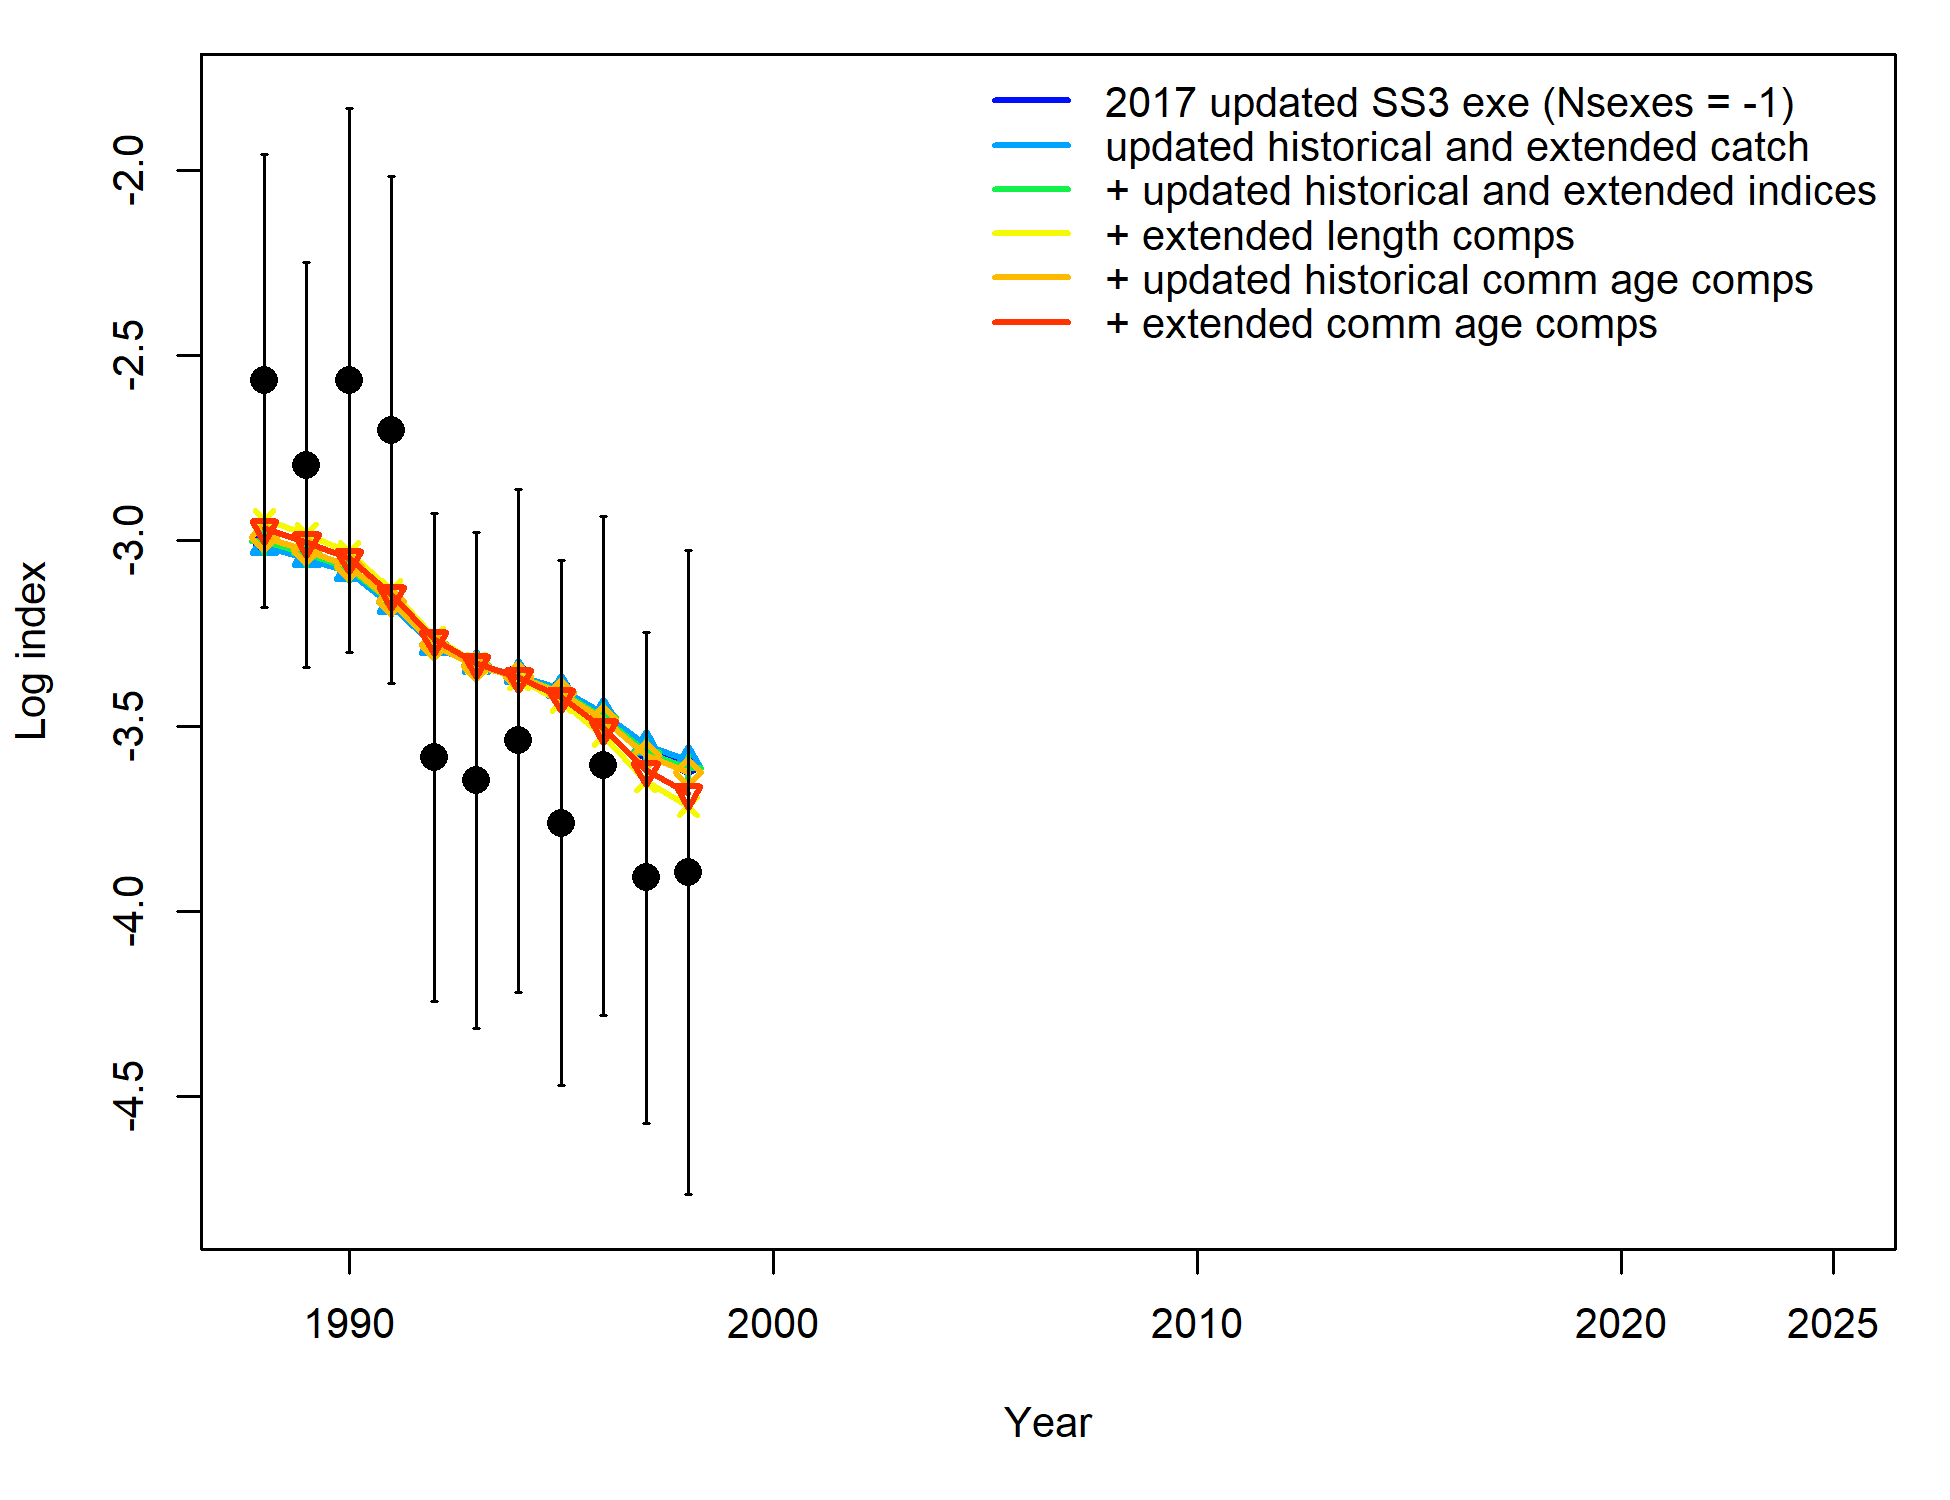 2017 updated SS3 exe (Nsexes = -1)
updated historical and extended catch
+ updated historical and extended indices
+ extended length comps
+ updated historical comm age comps
+ extended comm age comps
-2.0
-2.5
-3.0
-3.5
-4.0
-4.5
Log index
1990 2000 2010 2020 2025
Year